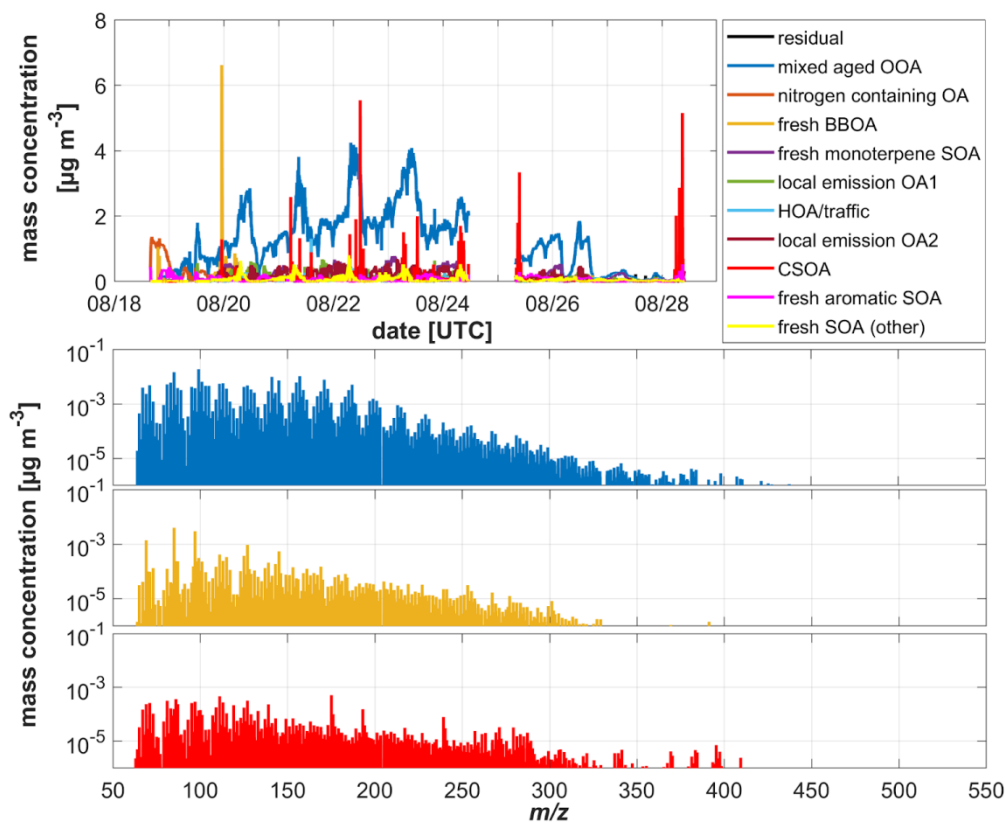 mass concentration
[µg m⁻³]
8
6
4
2
0
08/18 08/20 08/22 08/24 08/26 08/28
date [UTC]
residual
mixed aged OOA
nitrogen containing OA
fresh BBOA
fresh monoterpene SOA
local emission OA1
HOA/traffic
local emission OA2
CSOA
fresh aromatic SOA
fresh SOA (other)
mass concentration [µg m⁻³]
10⁻¹
10⁻³
10⁻⁵
10⁻¹
10⁻³
10⁻⁵
10⁻¹
10⁻³
10⁻⁵
50 100 150 200 250 300 350 400 450 500 550
m/z